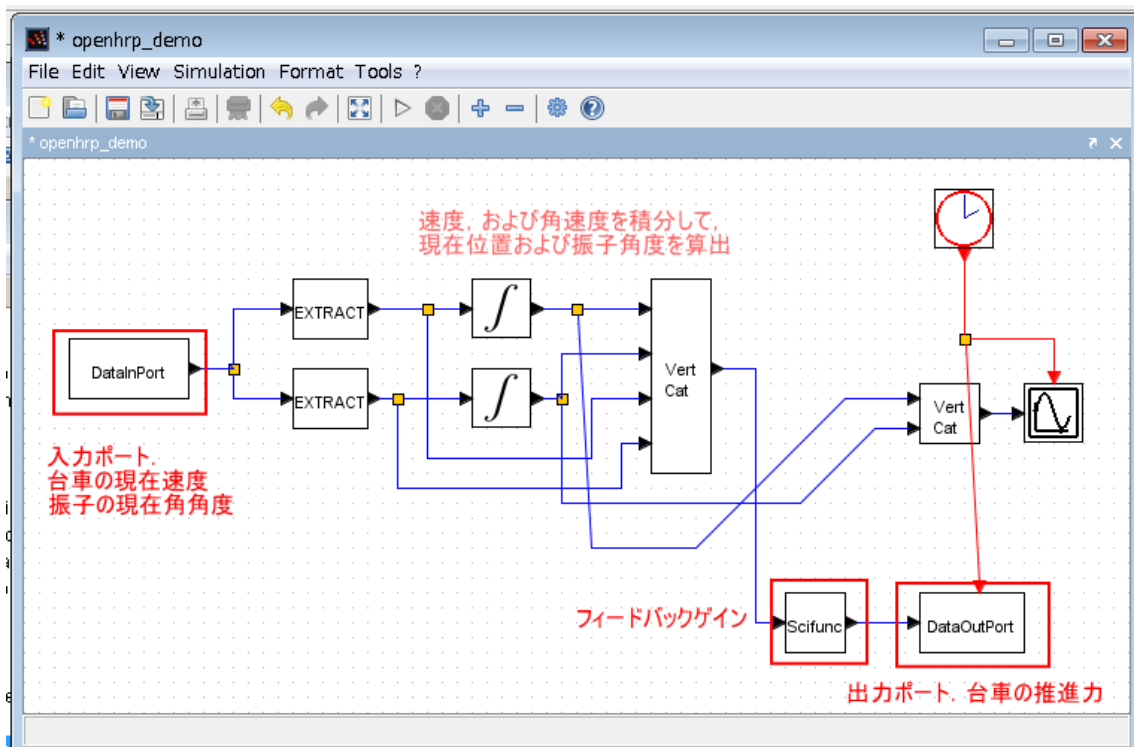 * openhrp_demo
File Edit View Simulation Format Tools ?
* openhrp_demo
速度, および角速度を積分して,
現在位置および振子角度を算出
EXTRACT
∫
EXTRACT
∫
DataInPort
Vert
Cat
Vert
Cat
入力ポート.
台車の現在速度
振子の現在角角度
フィードバックゲイン
Scifunc
DataOutPort
出力ポート. 台車の推進力